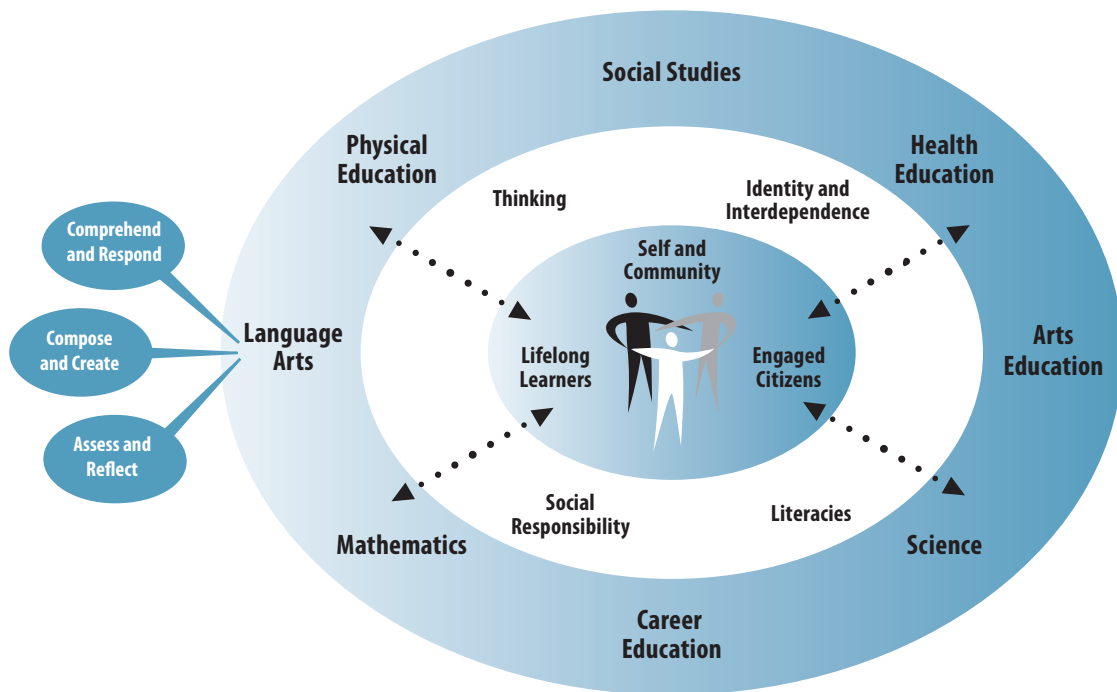 Social Studies
Physical
Education
Health
Education
Thinking
Identity and
Interdependence
Comprehend
and Respond
Self and
Community
Compose
and Create
Language
Arts
Lifelong
Learners
Engaged
Citizens
Arts
Education
Assess and
Reflect
Social
Responsibility
Literacies
Mathematics
Science
Career
Education